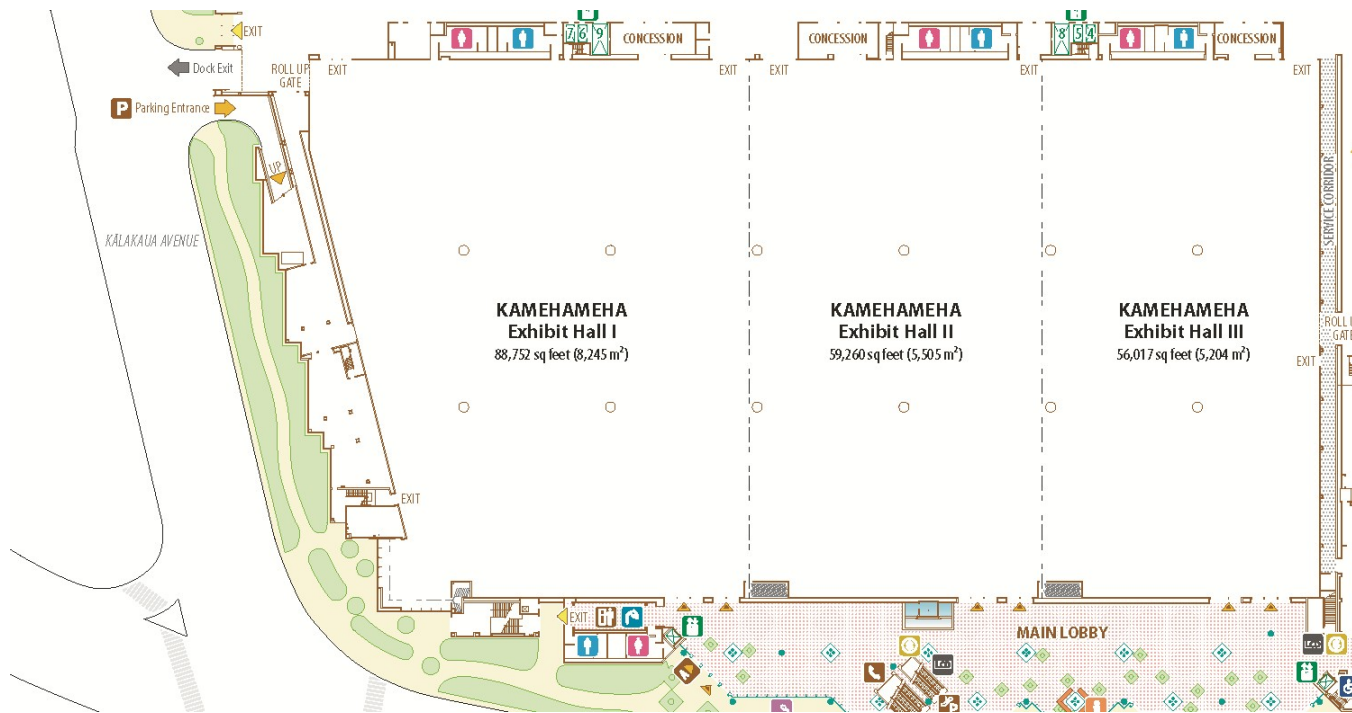 EXIT
Dock Exit
ROLL UP
GATE
P Parking Entrance
UP
KĀLAKAUA AVENUE
EXIT
7 6 9
CONCESSION
EXIT
EXIT
CONCESSION
8 5 4
EXIT
CONCESSION
EXIT
KAMEHAMEHA
Exhibit Hall I
88,752 sq feet (8,245 m²)
KAMEHAMEHA
Exhibit Hall II
59,260 sq feet (5,505 m²)
KAMEHAMEHA
Exhibit Hall III
56,017 sq feet (5,204 m²)
SERVICE CORRIDOR
ROLL U
GATE
EXIT
EXIT
EXIT
MAIN LOBBY